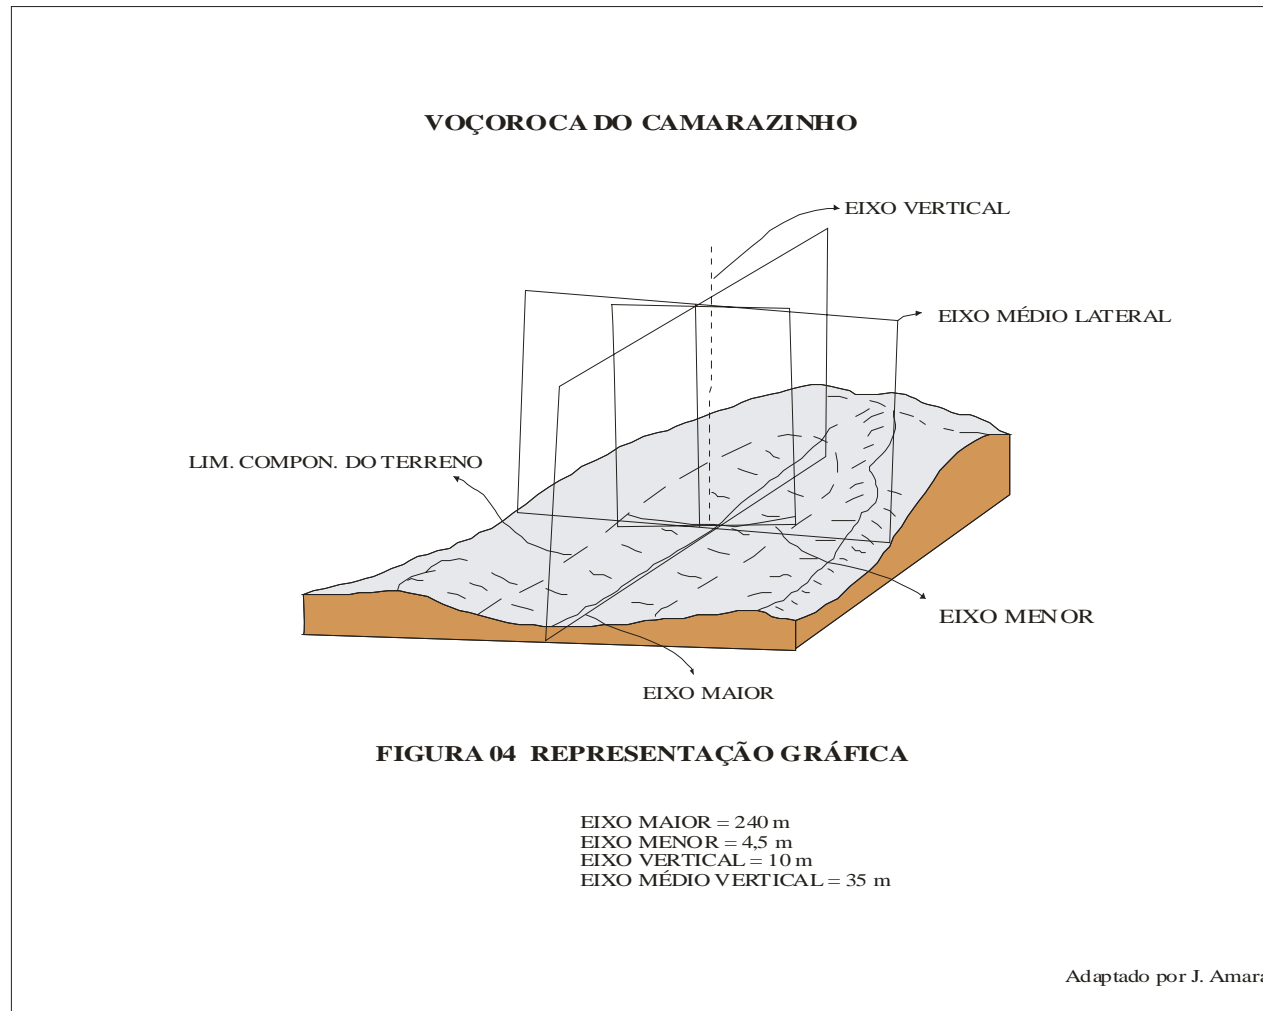 VOÇOROCA DO CAMARAZINHO
EIXO VERTICAL
EIXO MÉDIO LATERAL
LIM. COMPON. DO TERRENO
EIXO MENOR
EIXO MAIOR
FIGURA 04 REPRESENTAÇÃO GRÁFICA
EIXO MAIOR = 240 m
EIXO MENOR = 4,5 m
EIXO VERTICAL = 10 m
EIXO MÉDIO VERTICAL = 35 m
Adaptado por J. Amara